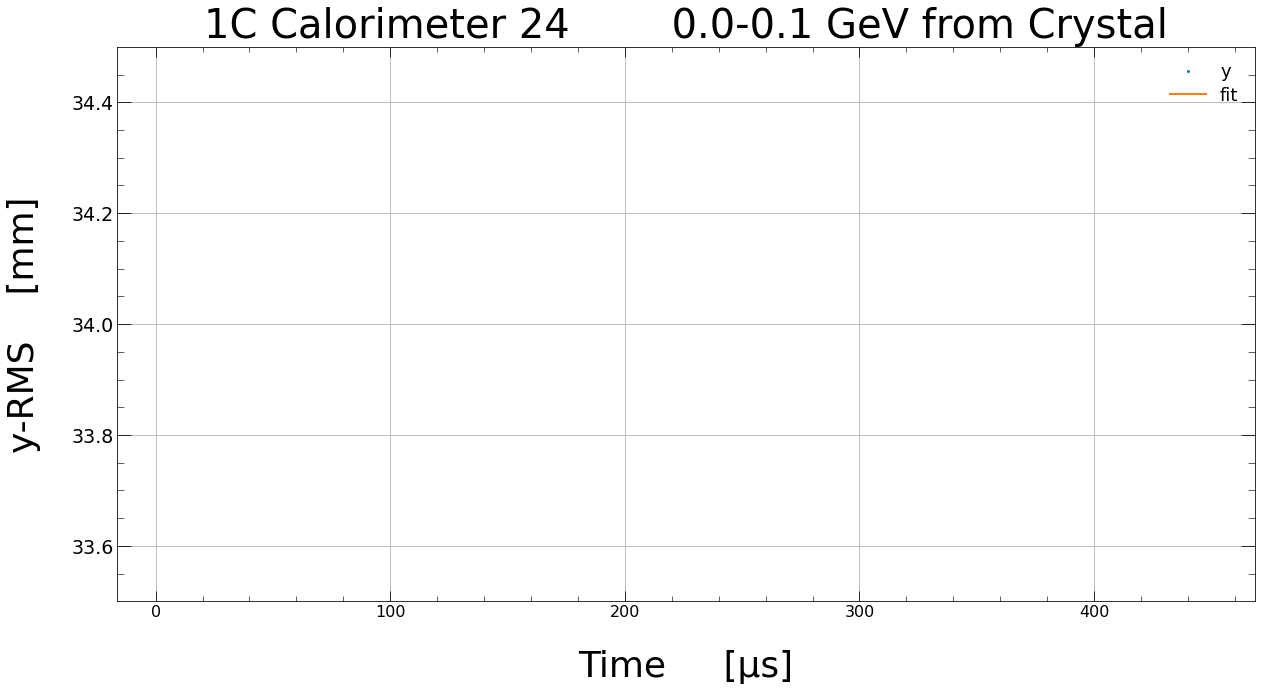 1C Calorimeter 24 0.0-0.1 GeV from Crystal
y
fit
34.4
34.2
34.0
33.8
33.6
y-RMS [mm]
0 100 200 300 400
Time [µs]